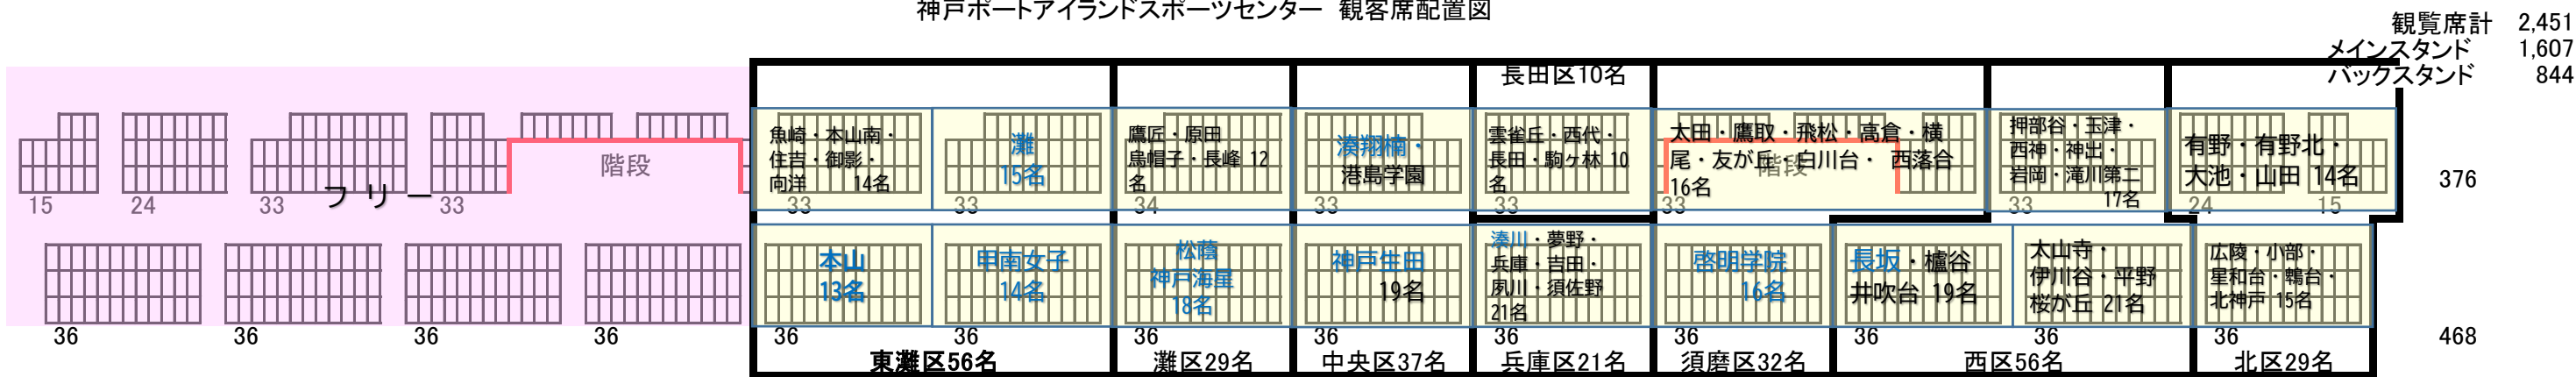 神戸ポートアイランドスポーツセンター 観客席配置図
観覧席計 2,451
メインスタンド 1,607
バックスタンド 844
長田区10名
階段
フリー
15 24 33 33
魚崎・本山南・
住吉・御影・
向洋 14名
33
灘
15名
33
鷹匠・原田
烏帽子・長峰 12
名
34
湊翔楠・
港島学園
33
雲雀丘・西代・
長田・駒ヶ林 10
名
33
太田・鷹取・飛松・高倉・横
尾・友が丘・白川台・ 西落合
16名
階段
33
押部谷・玉津・
西神・神出・
岩岡・滝川第二
17名
33
有野・有野北・
大池・山田 14名
24 15
376
本山
13名
甲南女子
14名
松蔭
神戸海星
18名
神戸生田
19名
湊川・夢野・
兵庫・吉田・
夙川・須佐野
21名
啓明学院
16名
長坂・櫨谷
井吹台 19名
太山寺・
伊川谷・平野
桜が丘 21名
広陵・小部・
星和台・鵯台・
北神戸 15名
36 36 36 36 36 36 36 36 36 36 36 36 36
468
東灘区56名
灘区29名
中央区37名
兵庫区21名
須磨区32名
西区56名
北区29名